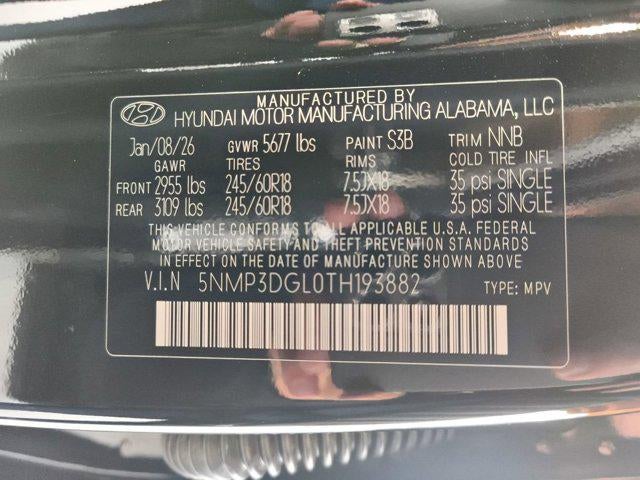 MANUFACTURED BY
HYUNDAI MOTOR MANUFACTURING ALABAMA, LLC
Jan/08/26 GVWR 5677 lbs PAINT S3B TRIM NNB
GAWR TIRES RIMS COLD TIRE INFL
FRONT 2955 lbs 245/60R18 7.5JX18 35 psi SINGLE
REAR 3109 lbs 245/60R18 7.5JX18 35 psi SINGLE
THIS VEHICLE CONFORMS TO ALL APPLICABLE U.S.A. FEDERAL
MOTOR VEHICLE SAFETY AND THEFT PREVENTION STANDARDS
IN EFFECT ON THE DATE OF MANUFACTURE SHOWN ABOVE
V.I.N 5NMP3DGL0TH193882 TYPE: MPV